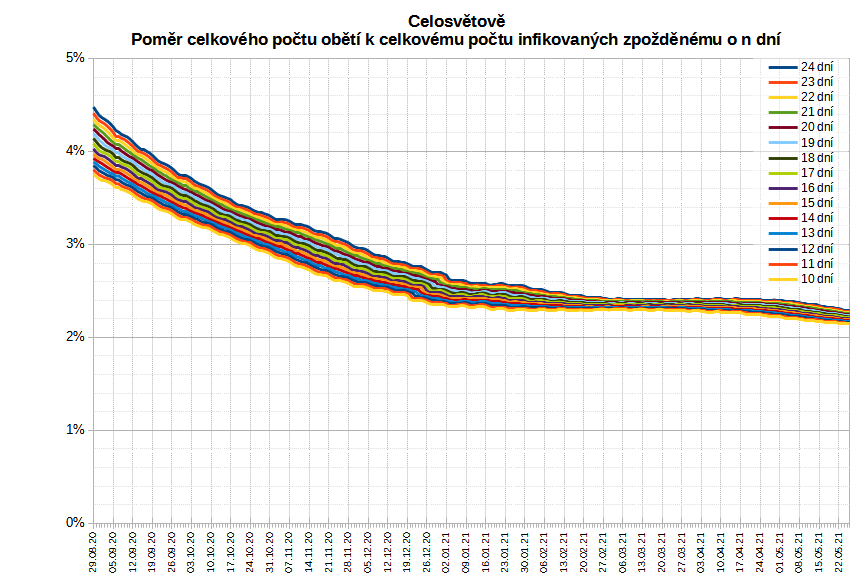 Celosvětově
Poměr celkového počtu obětí k celkovému počtu infikovaných zpožděnému o n dní
5%
4%
3%
2%
1%
0%
24 dní
23 dní
22 dní
21 dní
20 dní
19 dní
18 dní
17 dní
16 dní
15 dní
14 dní
13 dní
12 dní
11 dní
10 dní
29.08.20
05.09.20
12.09.20
19.09.20
26.09.20
03.10.20
10.10.20
17.10.20
24.10.20
31.10.20
07.11.20
14.11.20
21.11.20
28.11.20
05.12.20
12.12.20
19.12.20
26.12.20
02.01.21
09.01.21
16.01.21
23.01.21
30.01.21
06.02.21
13.02.21
20.02.21
27.02.21
06.03.21
13.03.21
20.03.21
27.03.21
03.04.21
10.04.21
17.04.21
24.04.21
01.05.21
08.05.21
15.05.21
22.05.21